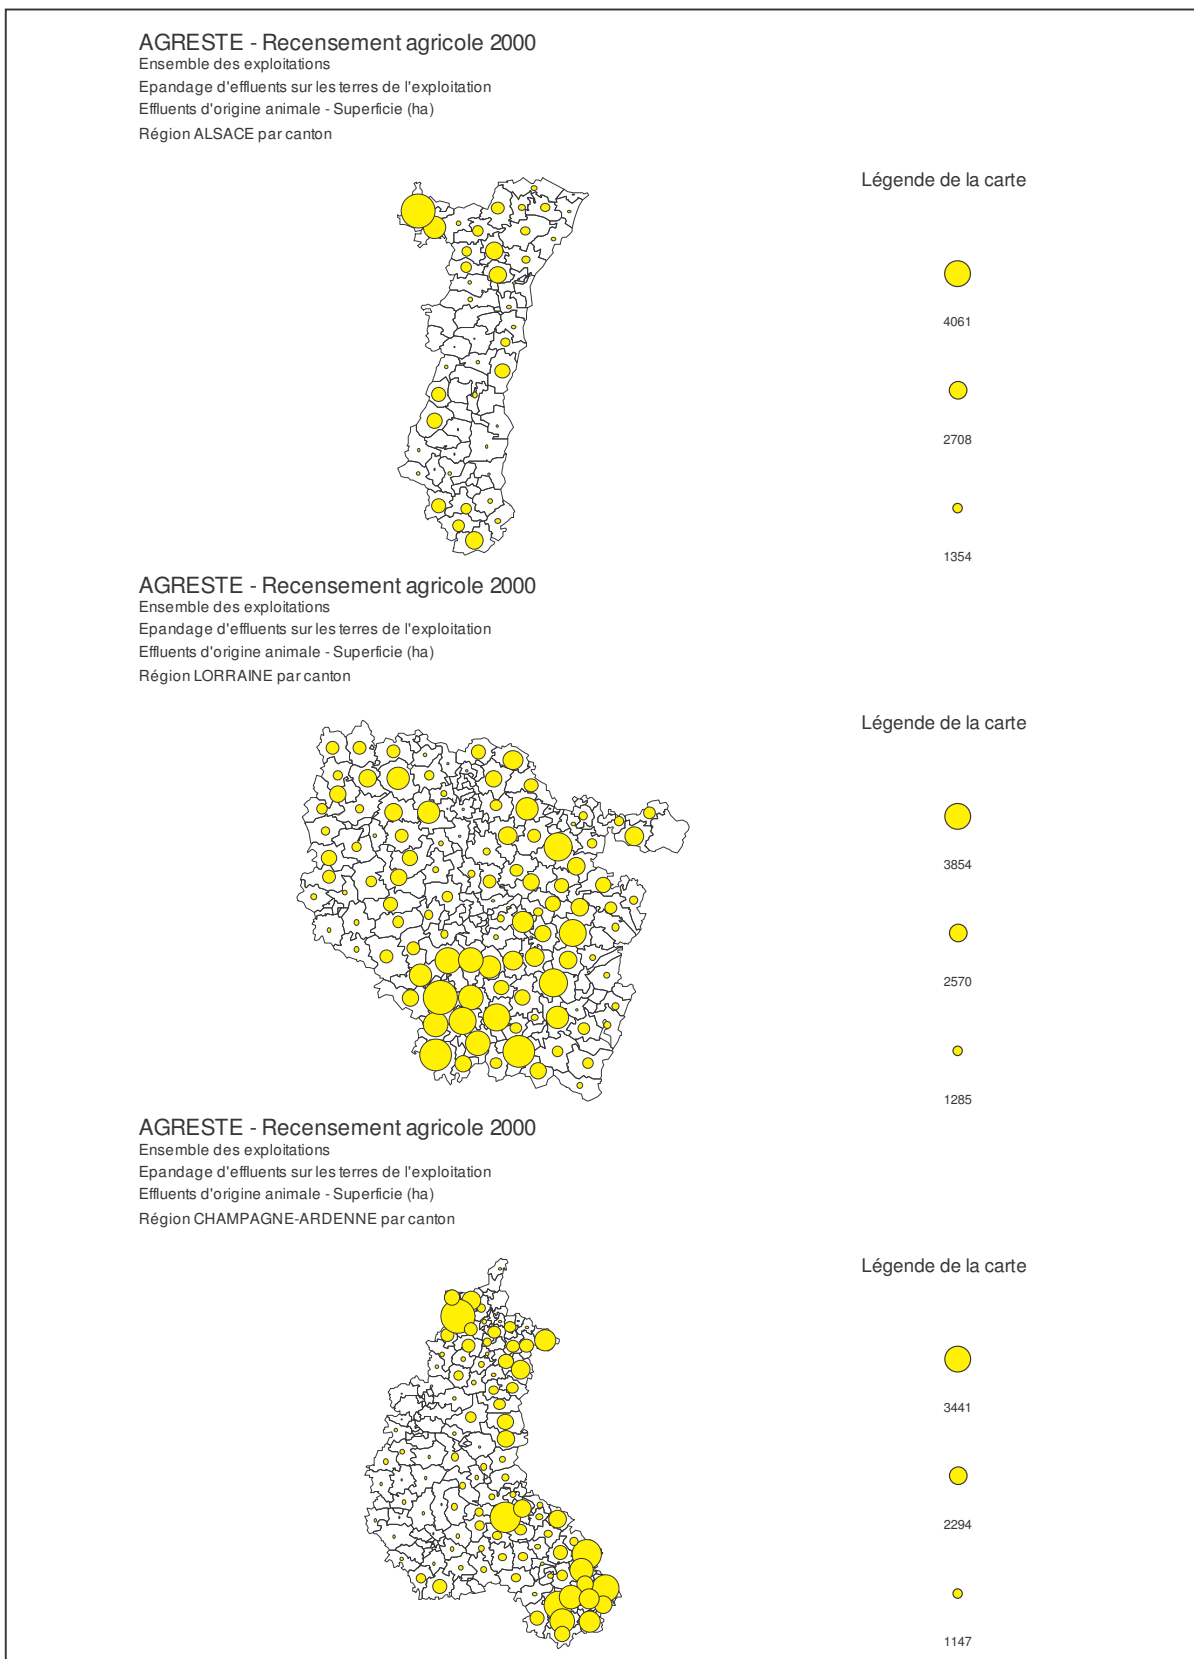 AGRESTE - Recensement agricole 2000
Ensemble des exploitations
Epandage d'effluents sur les terres de l'exploitation
Effluents d'origine animale - Superficie (ha)
Région ALSACE par canton
Légende de la carte
4061
2708
1354
AGRESTE - Recensement agricole 2000
Ensemble des exploitations
Epandage d'effluents sur les terres de l'exploitation
Effluents d'origine animale - Superficie (ha)
Région LORRAINE par canton
Légende de la carte
3854
2570
1285
AGRESTE - Recensement agricole 2000
Ensemble des exploitations
Epandage d'effluents sur les terres de l'exploitation
Effluents d'origine animale - Superficie (ha)
Région CHAMPAGNE-ARDENNE par canton
Légende de la carte
3441
2294
1147